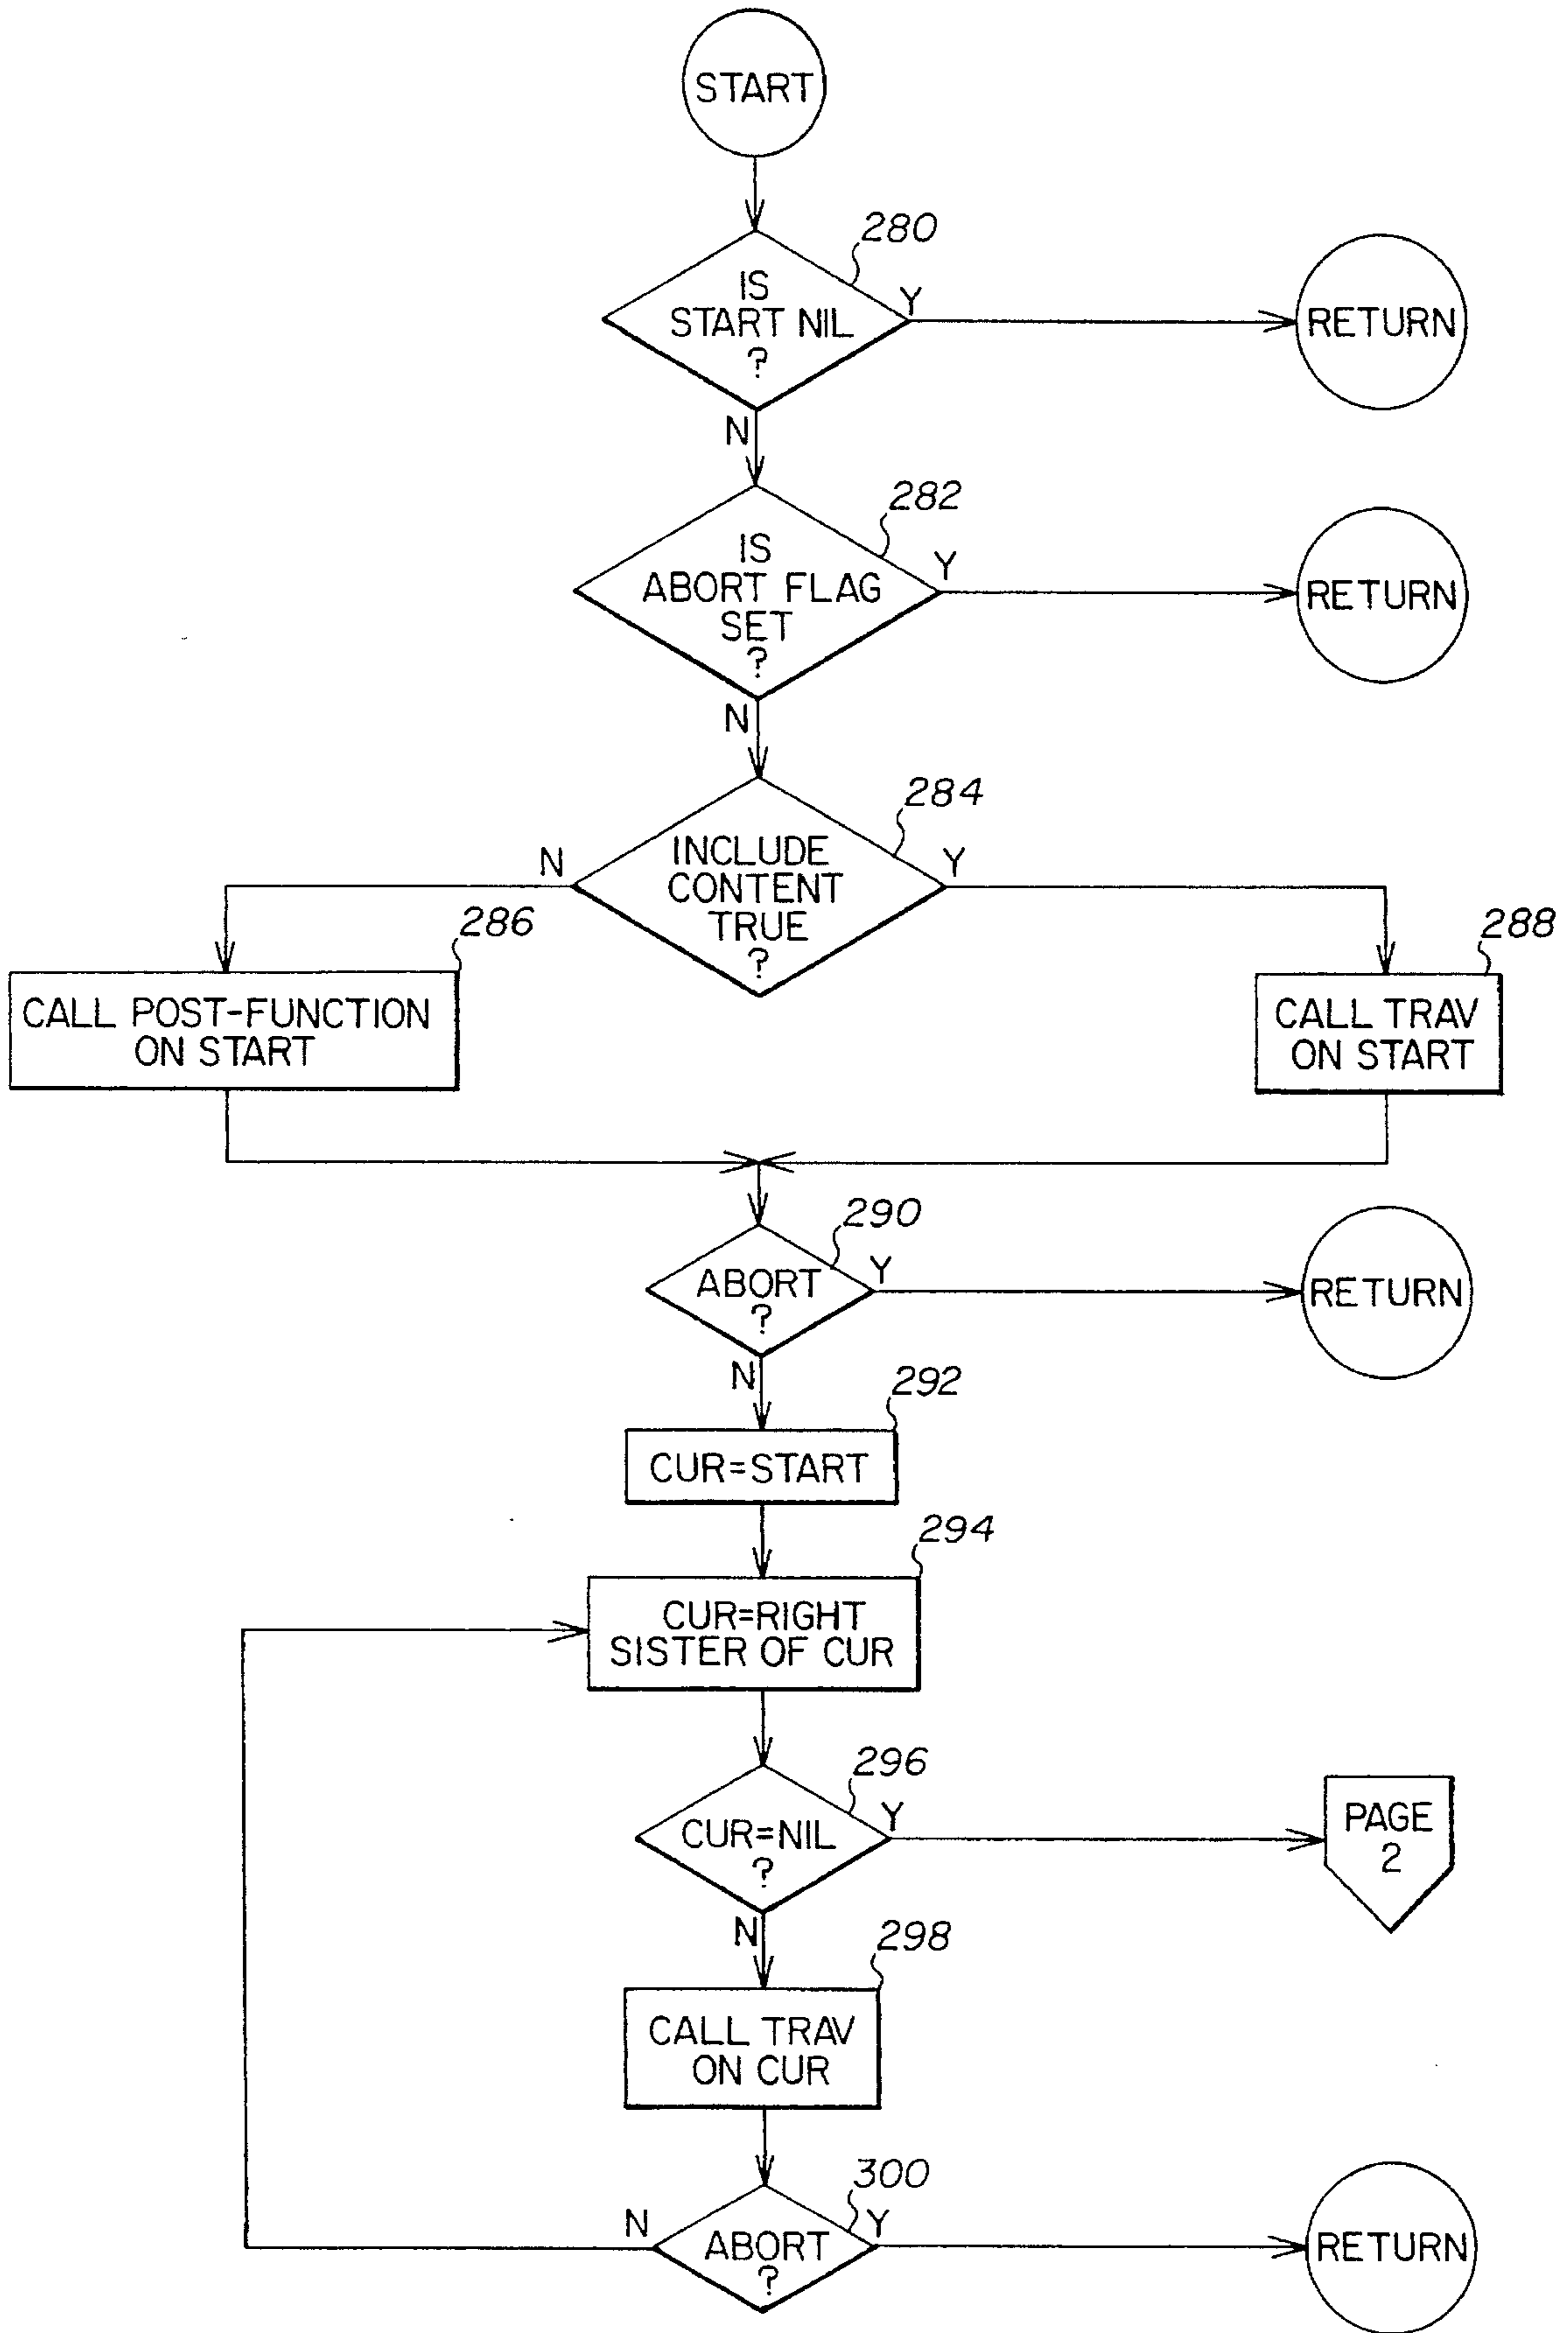 START
280
IS
START NIL
?
Y
RETURN
N
282
IS
ABORT FLAG
SET
?
Y
RETURN
N
284
INCLUDE
CONTENT
TRUE
?
N
Y
286
CALL POST-FUNCTION
ON START
288
CALL TRAV
ON START
290
ABORT
?
Y
RETURN
N
292
CUR=START
294
CUR=RIGHT
SISTER OF CUR
296
CUR=NIL
?
Y
PAGE
2
N
298
CALL TRAV
ON CUR
300
ABORT
?
N
Y
RETURN